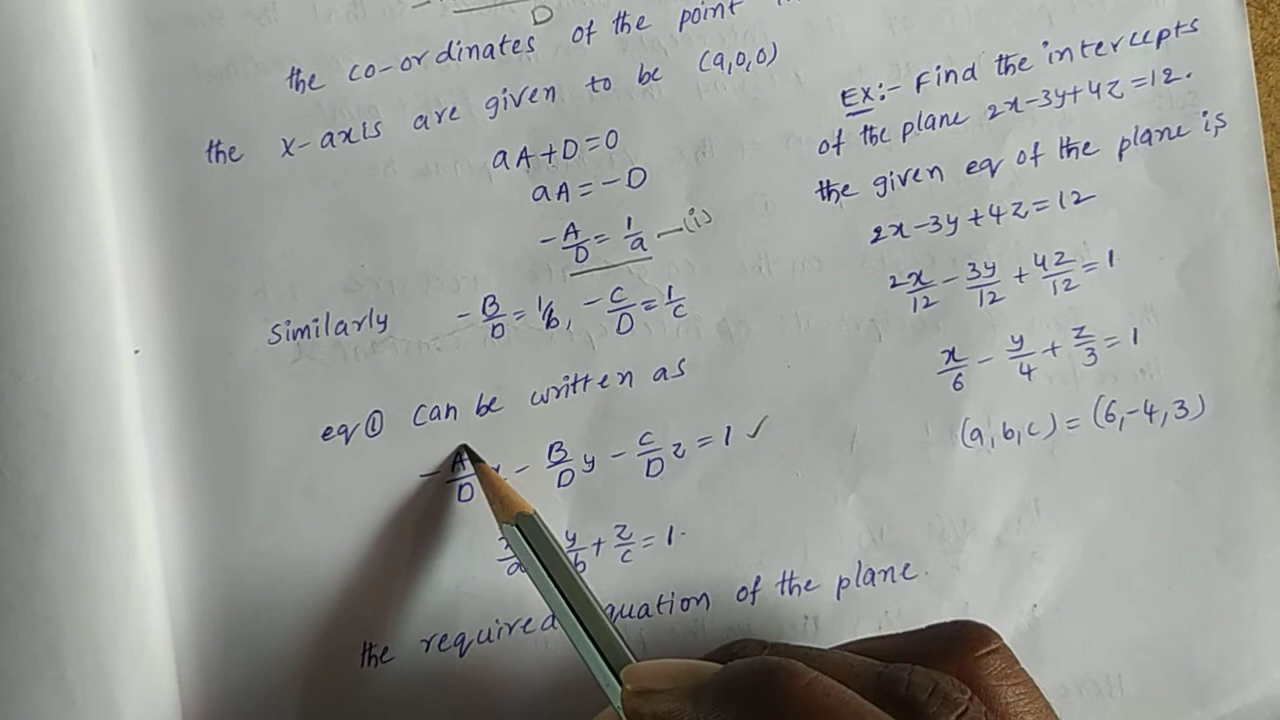 D
the co-ordinates of the point
the x-axis are given to be (a,0,0)
aA+D=0
aA=-D
-A/D = 1/a —(i)
Similarly -B/D = 1/b, -C/D = 1/c
eq ① can be written as
-A/D - B/D y - C/D z = 1 ✓
y/b + z/c = 1.
the required equation of the plane.
EX:- Find the intercepts
of the plane 2x-3y+4z=12.
the given eq of the plane is
2x-3y+4z=12
2x/12 - 3y/12 + 4z/12 = 1
x/6 - y/4 + z/3 = 1
(a,b,c) = (6,-4,3)